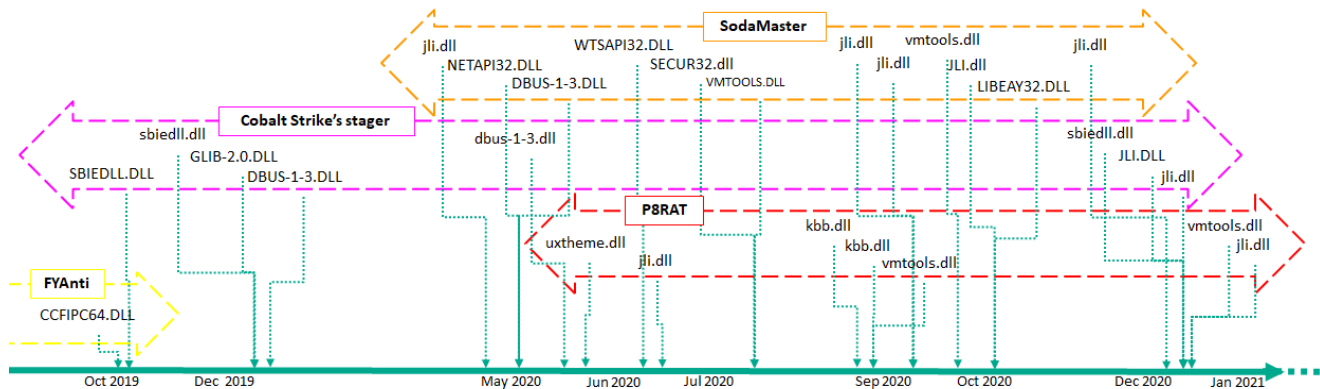 SodaMaster
jli.dll
WTSAPI32.DLL
jli.dll
vmtools.dll
jli.dll
NETAPI32.DLL
SECUR32.dll
jli.dll
JLI.dll
DBUS-1-3.DLL
VMTOOLS.DLL
LIBEAY32.DLL
Cobalt Strike's stager
sbiedll.dll
dbus-1-3.dll
sbiedll.dll
GLIB-2.0.DLL
JLI.DLL
SBIEDLL.DLL
DBUS-1-3.DLL
jli.dll
P8RAT
uxtheme.dll
kbb.dll
vmtools.dll
jli.dll
kbb.dll
jli.dll
vmtools.dll
FYAnti
CCFIPC64.DLL
Oct 2019
Dec 2019
May 2020
Jun 2020
Jul 2020
Sep 2020
Oct 2020
Dec 2020
Jan 2021